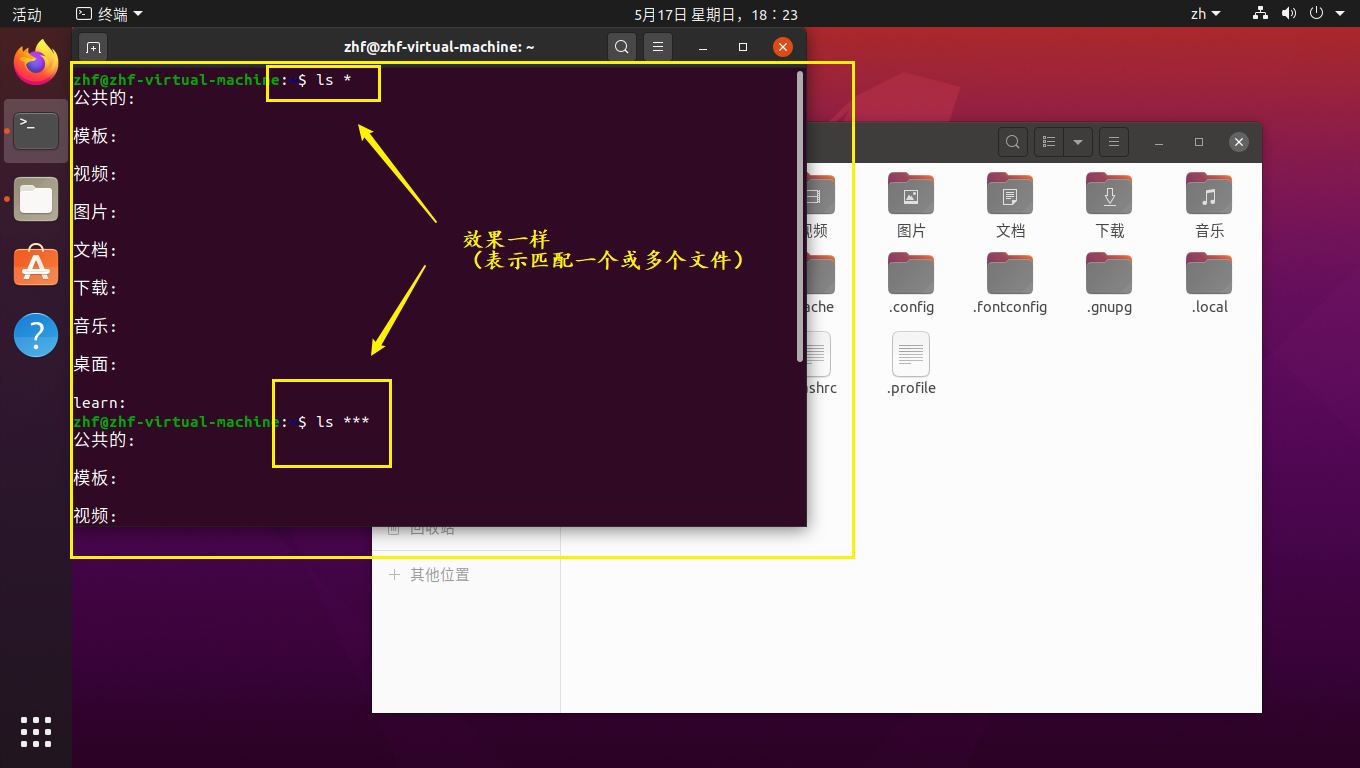 活动
终端
5月17日 星期日，18：23
zh
zhf@zhf-virtual-machine: ~
zhf@zhf-virtual-machine:~$ ls *
公共的:
模板:
视频:
图片:
文档:
下载:
音乐:
桌面:
learn:
zhf@zhf-virtual-machine:~$ ls ***
公共的:
模板:
视频:
效果一样
（表示匹配一个或多个文件）
视频
图片
文档
下载
音乐
ache
.config
.fontconfig
.gnupg
.local
shrc
.profile
回收站
其他位置